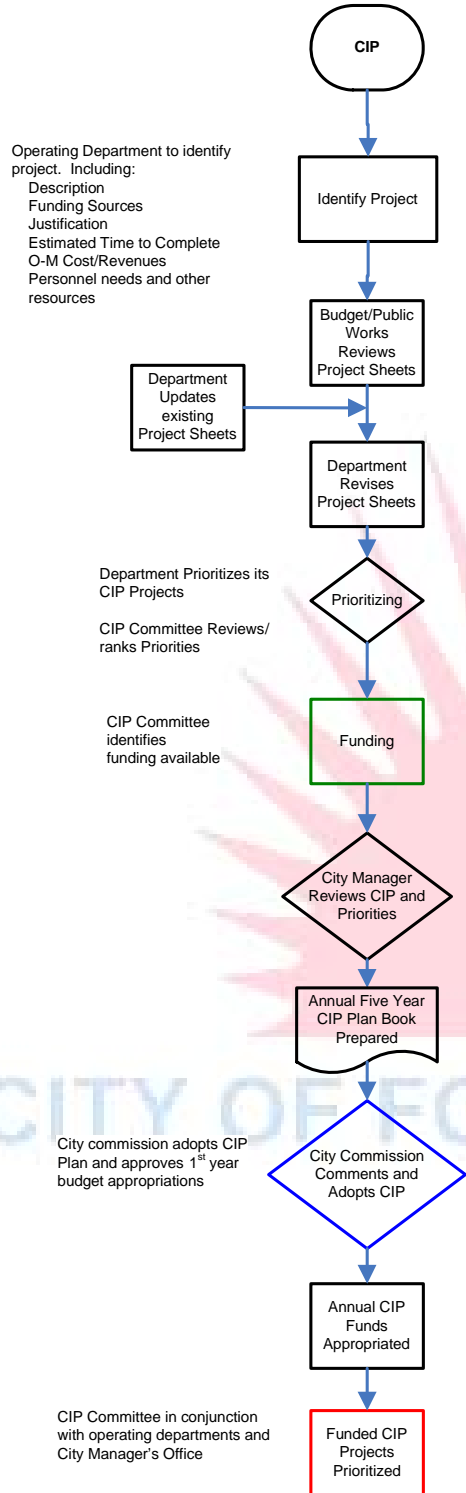 CIP
Operating Department to identify
project. Including:
Description
Funding Sources
Justification
Estimated Time to Complete
O-M Cost/Revenues
Personnel needs and other
resources
Identify Project
Budget/Public
Works
Reviews
Project Sheets
Department
Updates
existing
Project Sheets
Department
Revises
Project Sheets
Department Prioritizes its
CIP Projects
CIP Committee Reviews/
ranks Priorities
Prioritizing
CIP Committee
identifies
funding available
Funding
City Manager
Reviews CIP and
Priorities
Annual Five Year
CIP Plan Book
Prepared
CITY OF FO
City commission adopts CIP
Plan and approves 1st year
budget appropriations
City Commission
Comments and
Adopts CIP
Annual CIP
Funds
Appropriated
CIP Committee in conjunction
with operating departments and
City Manager's Office
Funded CIP
Projects
Prioritized